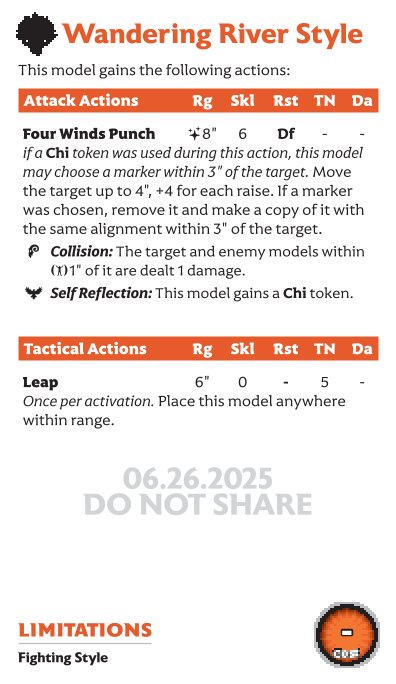 Wandering River Style
This model gains the following actions:
Attack Actions Rg Skl Rst TN Da
Four Winds Punch 8" 6 Df - -
if a Chi token was used during this action, this model
may choose a marker within 3" of the target. Move
the target up to 4", +4 for each raise. If a marker
was chosen, remove it and make a copy of it with
the same alignment within 3" of the target.
Collision: The target and enemy models within
1" of it are dealt 1 damage.
Self Reflection: This model gains a Chi token.
Tactical Actions Rg Skl Rst TN Da
Leap 6" 0 - 5 -
Once per activation. Place this model anywhere
within range.
06.26.2025
DO NOT SHARE
LIMITATIONS
Fighting Style
-